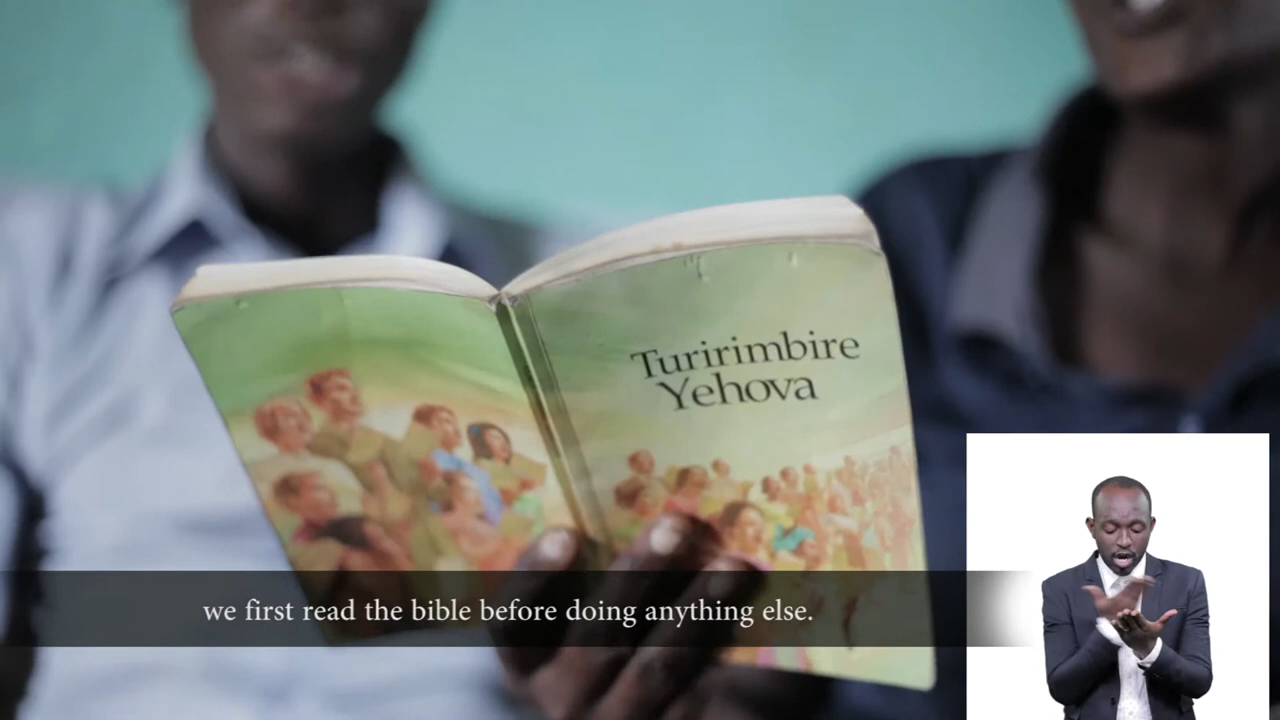 Turirimbire
Yehova
we first read the bible before doing anything else.